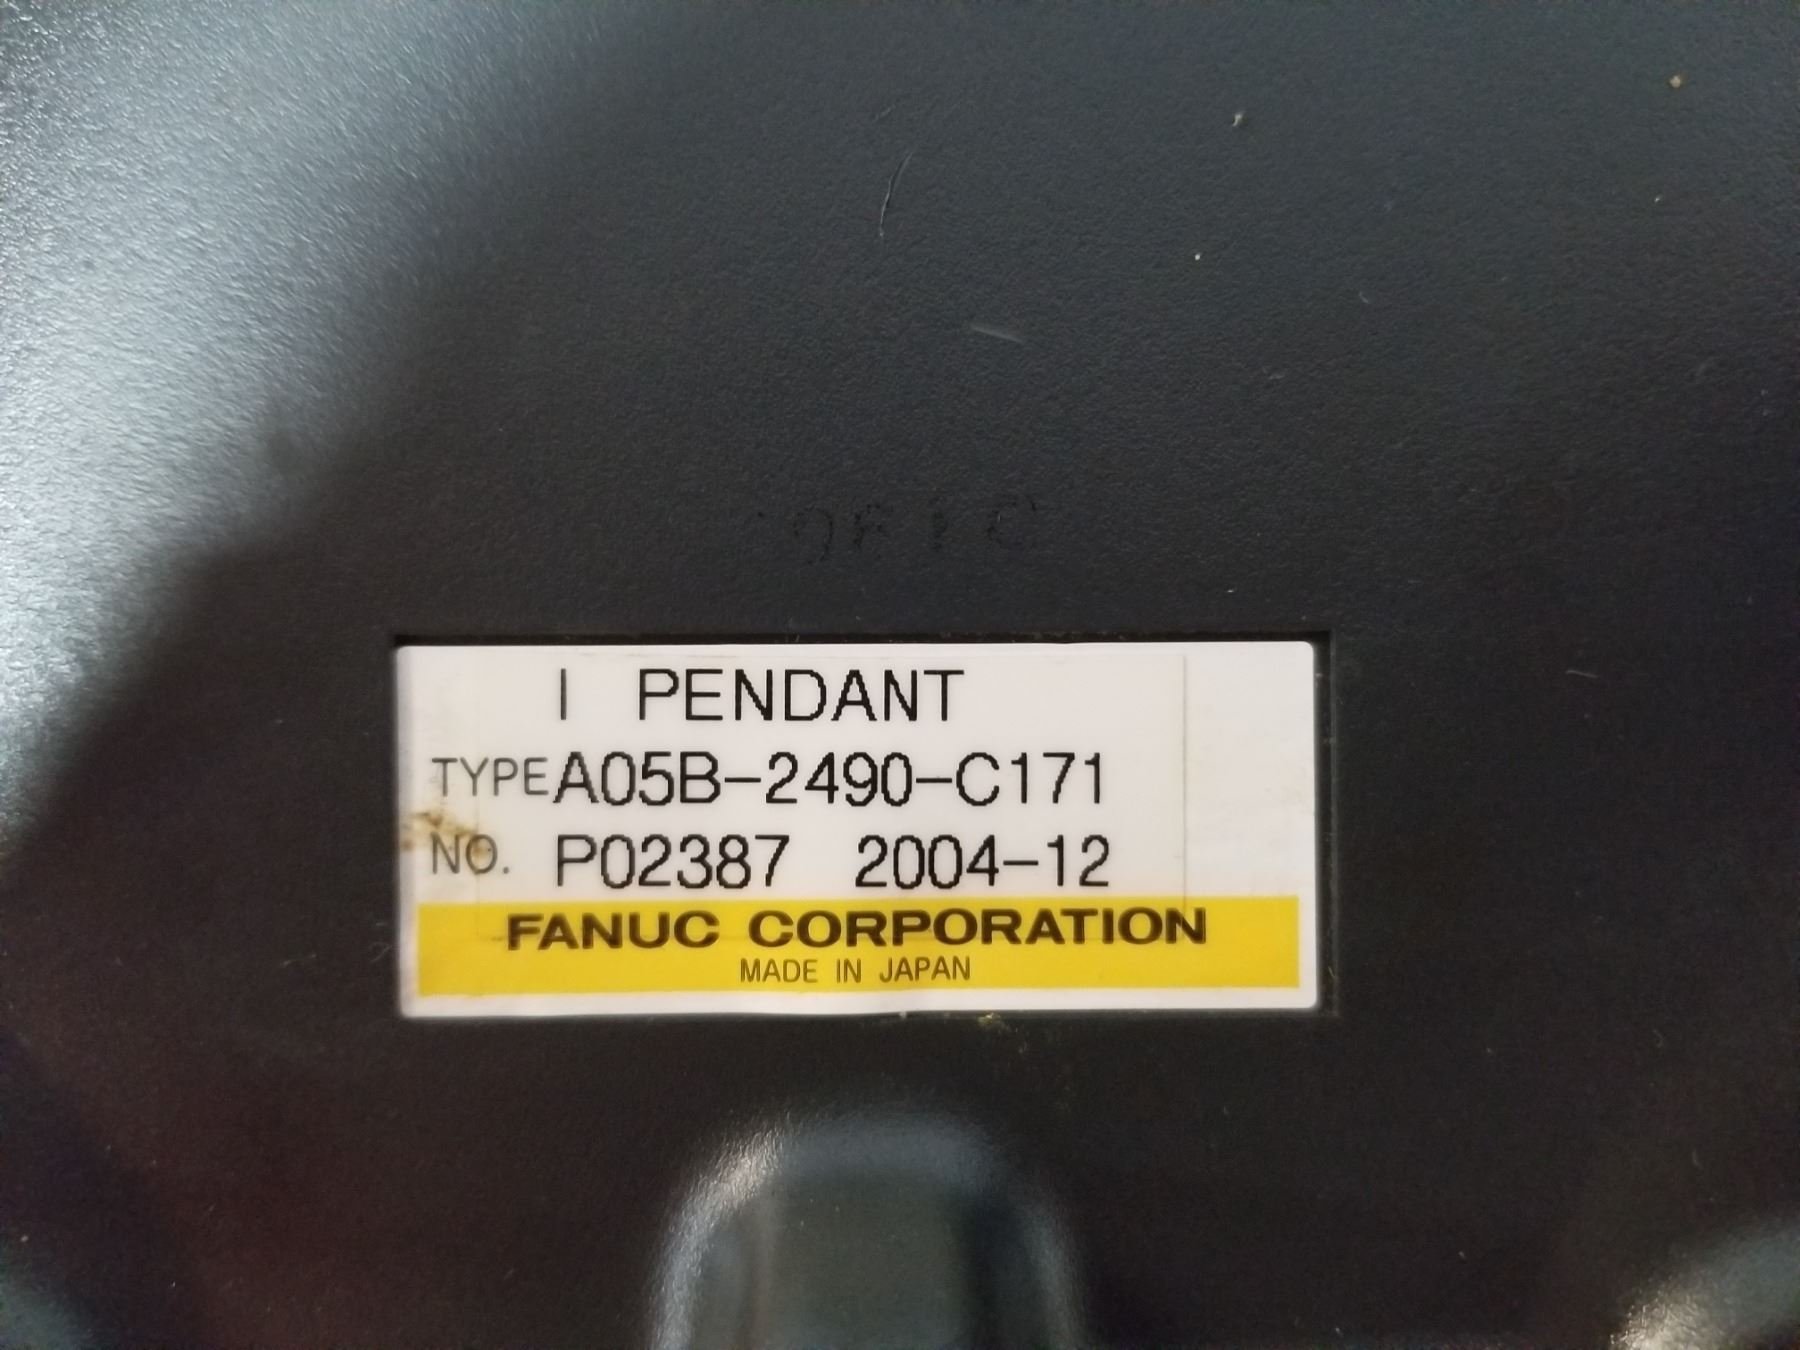 I PENDANT
TYPE A05B-2490-C171
NO. P02387 2004-12
FANUC CORPORATION
MADE IN JAPAN